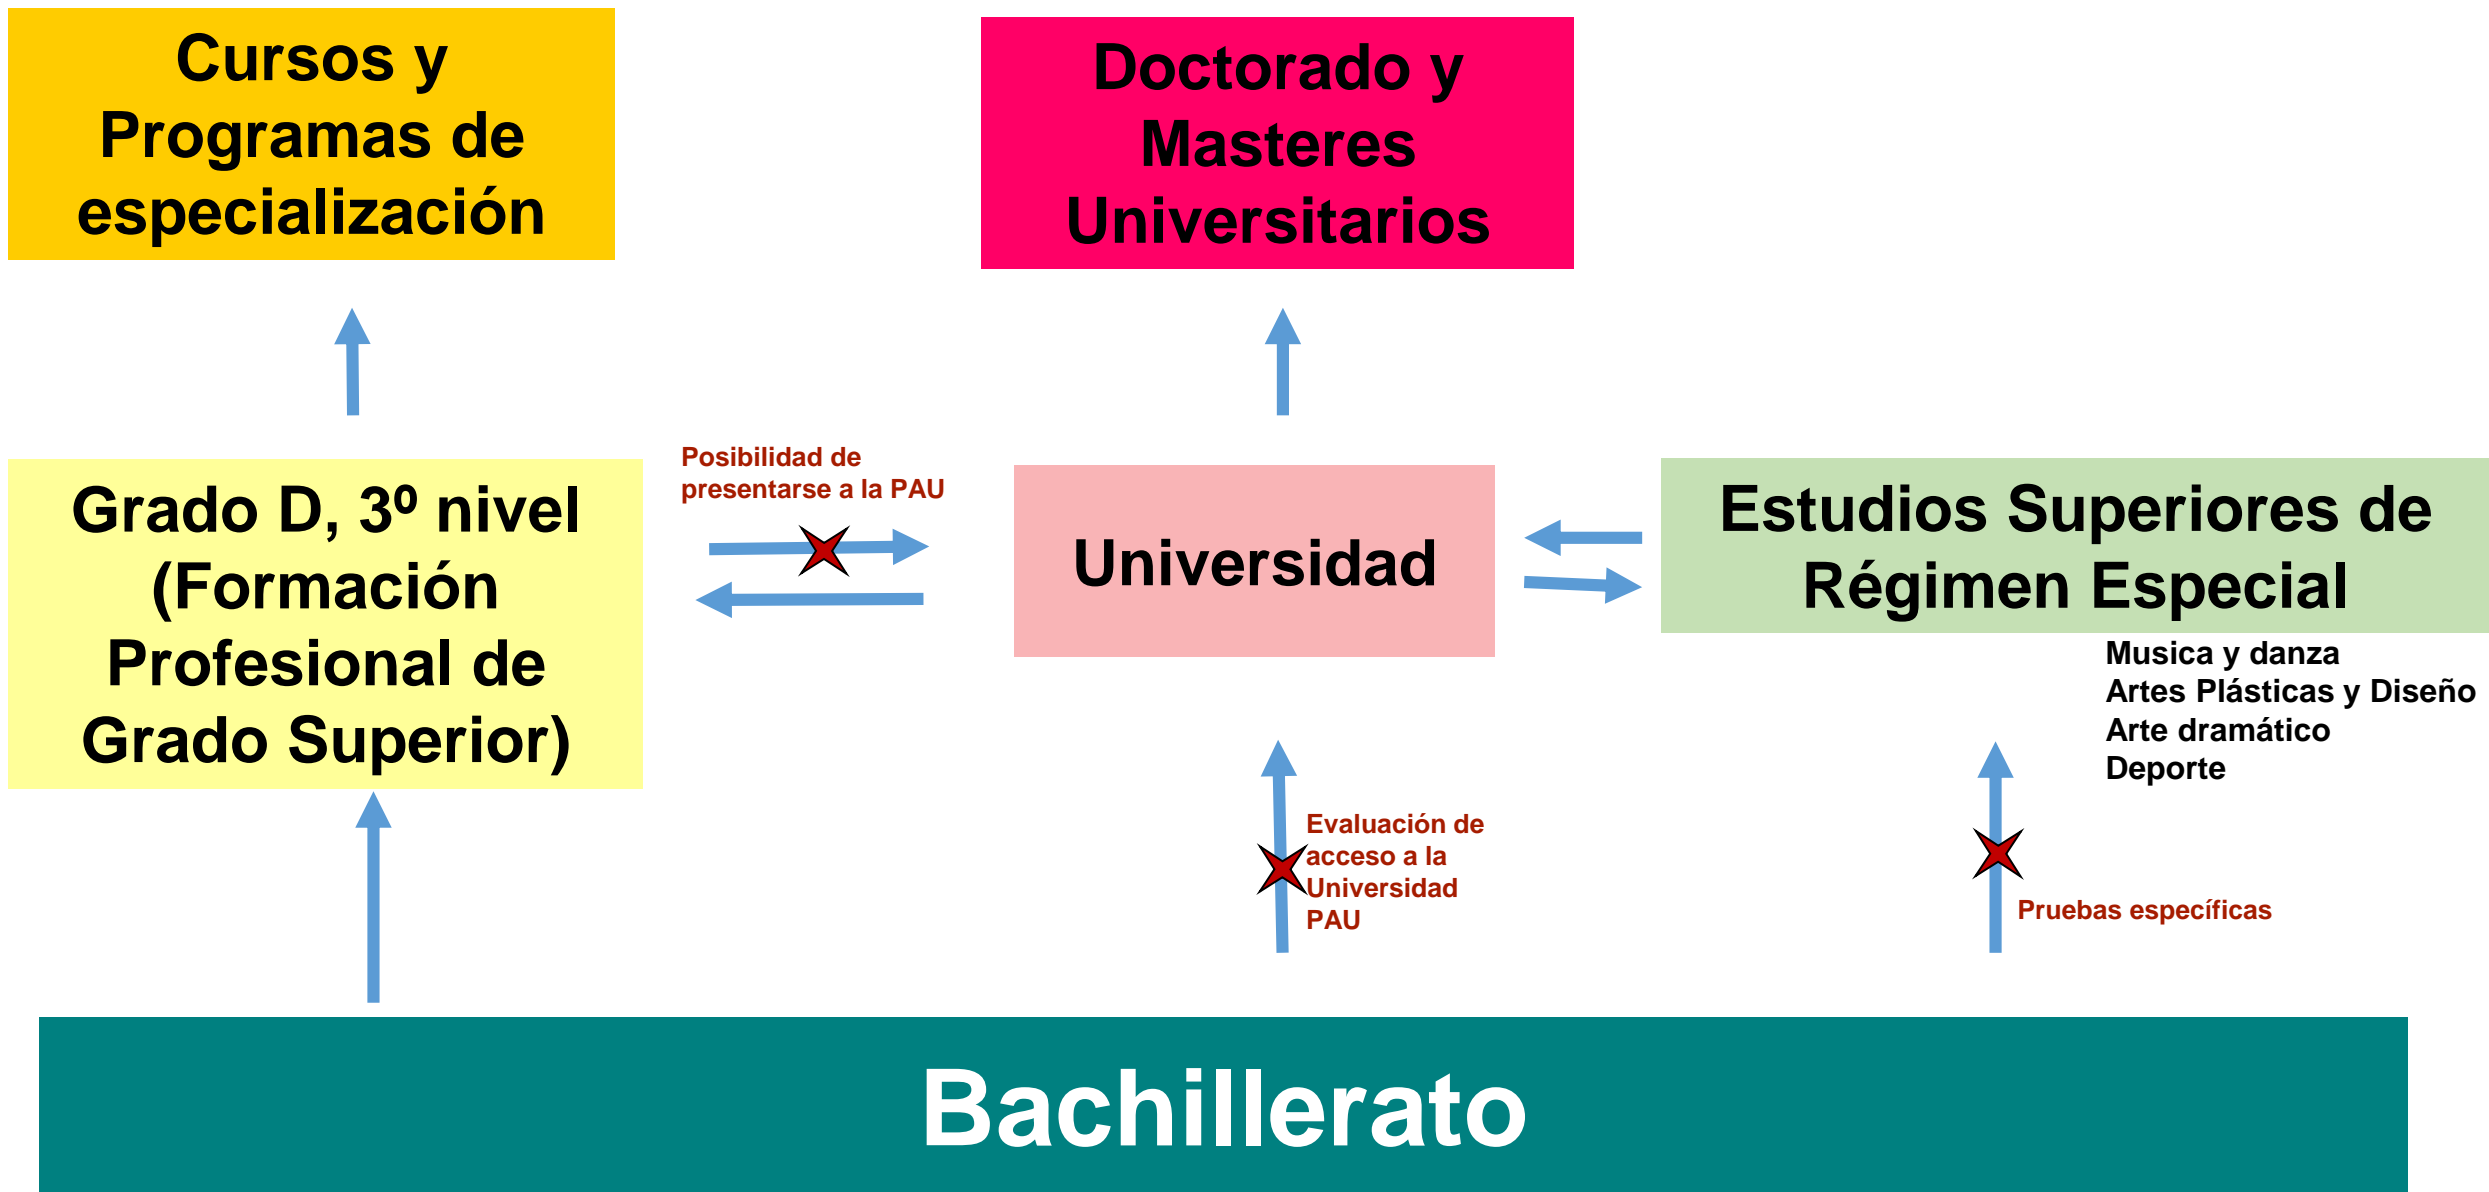 Cursos y
Programas de
especialización
Doctorado y
Masteres
Universitarios
Posibilidad de
presentarse a la PAU
Grado D, 3º nivel
(Formación
Profesional de
Grado Superior)
Universidad
Estudios Superiores de
Régimen Especial
Musica y danza
Artes Plásticas y Diseño
Arte dramático
Deporte
Evaluación de
acceso a la
Universidad
PAU
Pruebas específicas
Bachillerato